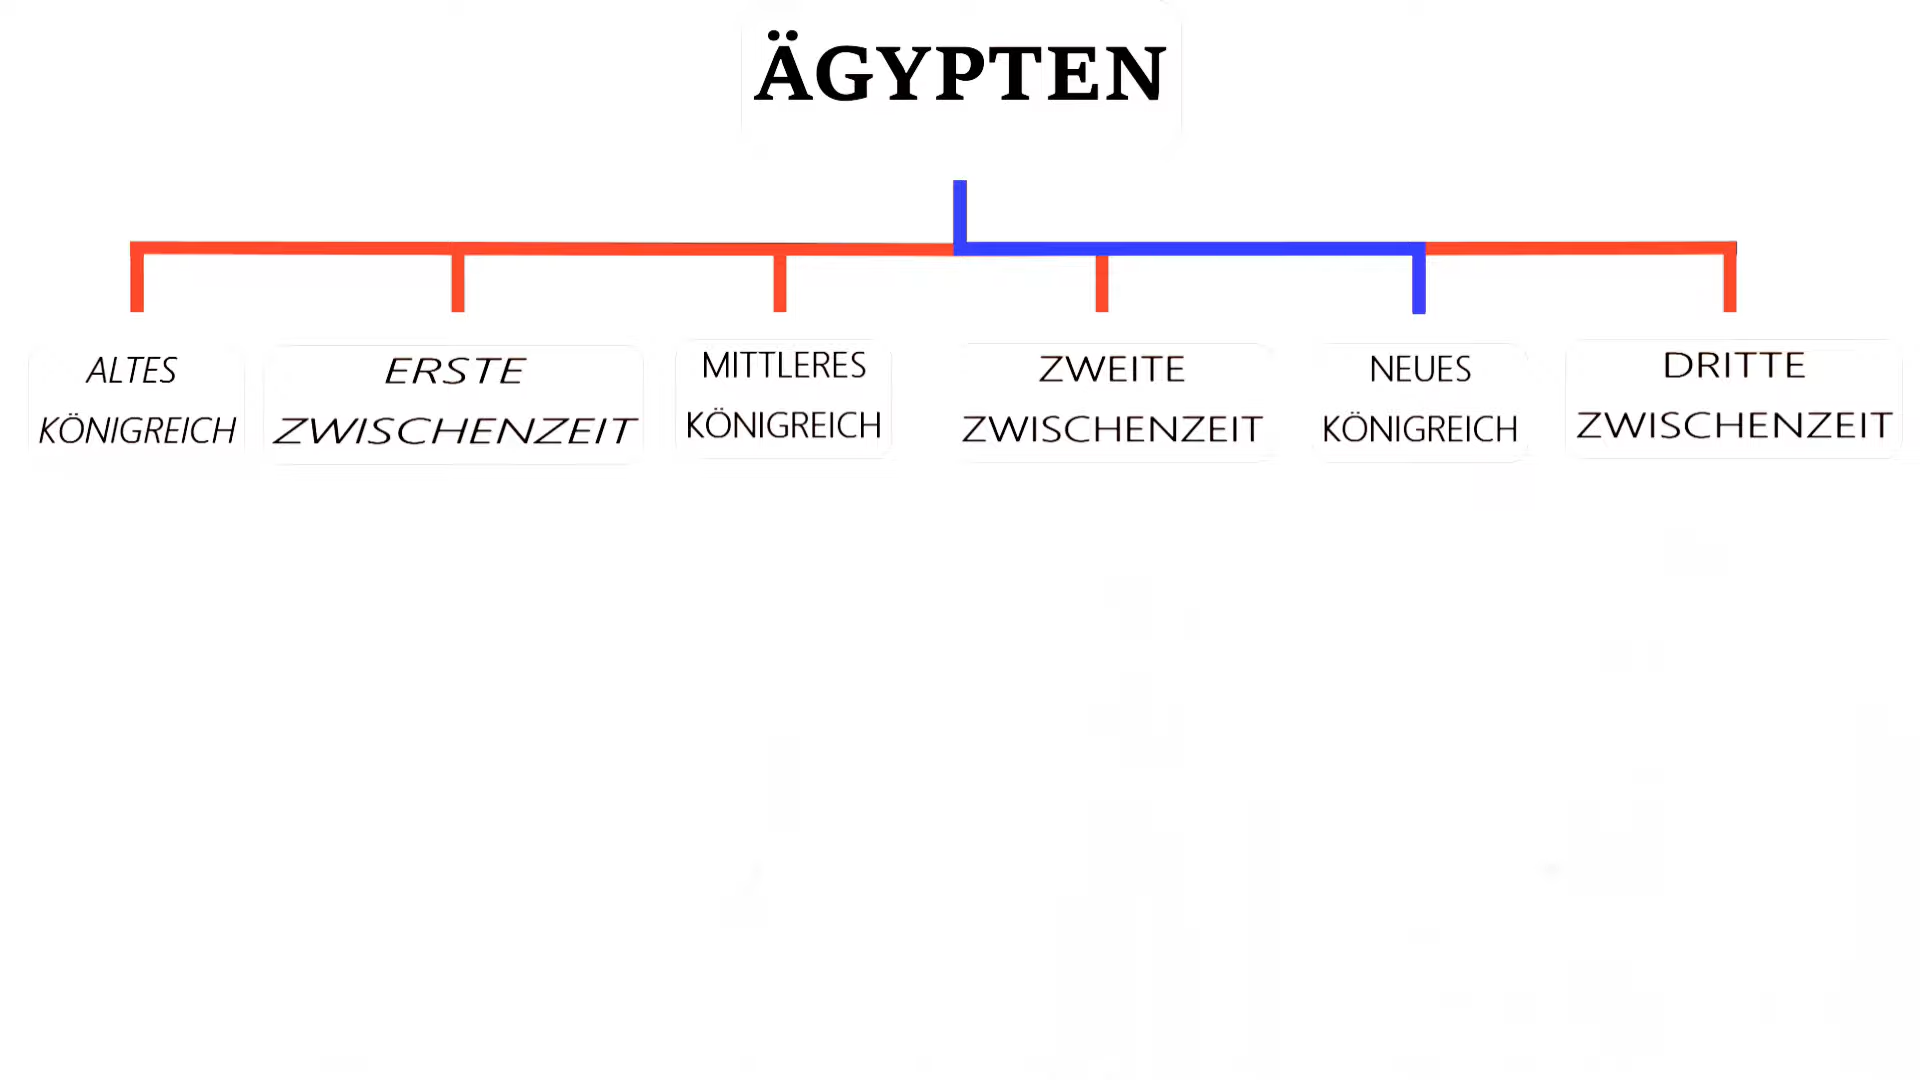 ÄGYPTEN
ALTES
KÖNIGREICH
ERSTE
ZWISCHENZEIT
MITTLERES
KÖNIGREICH
ZWEITE
ZWISCHENZEIT
NEUES
KÖNIGREICH
DRITTE
ZWISCHENZEIT